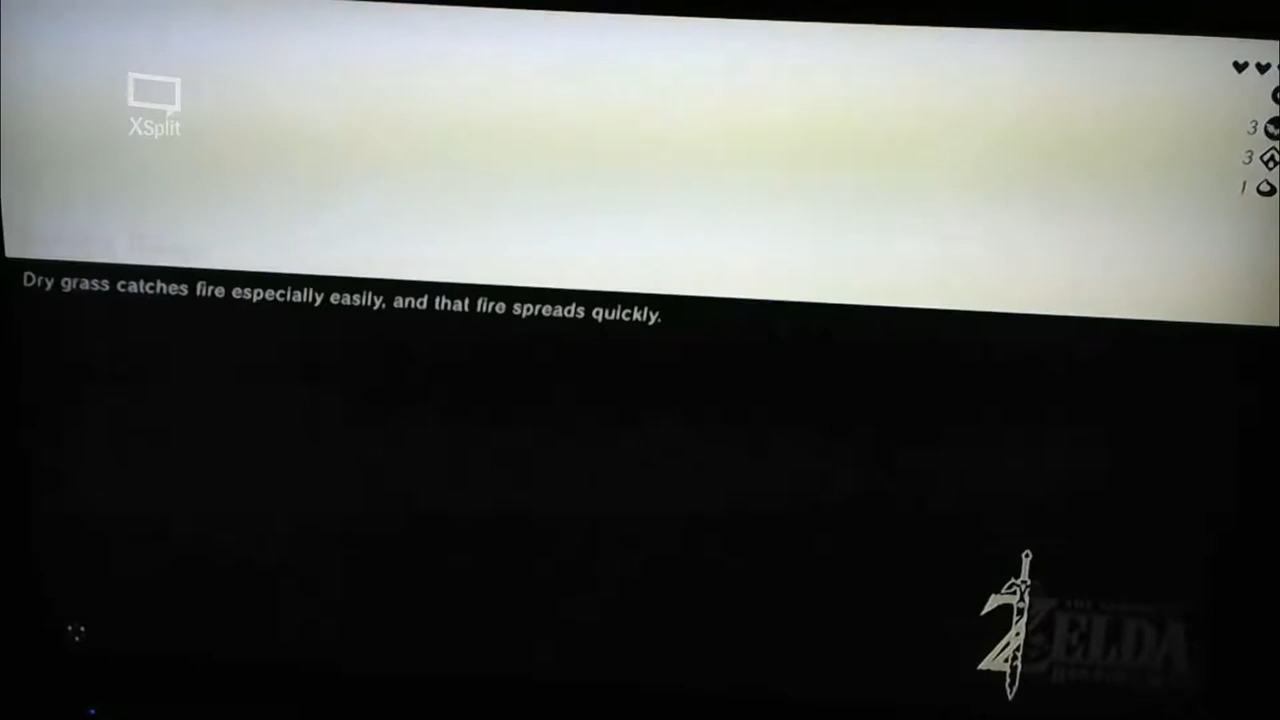 XSplit
3
3
1
Dry grass catches fire especially easily, and that fire spreads quickly.
ZELDA